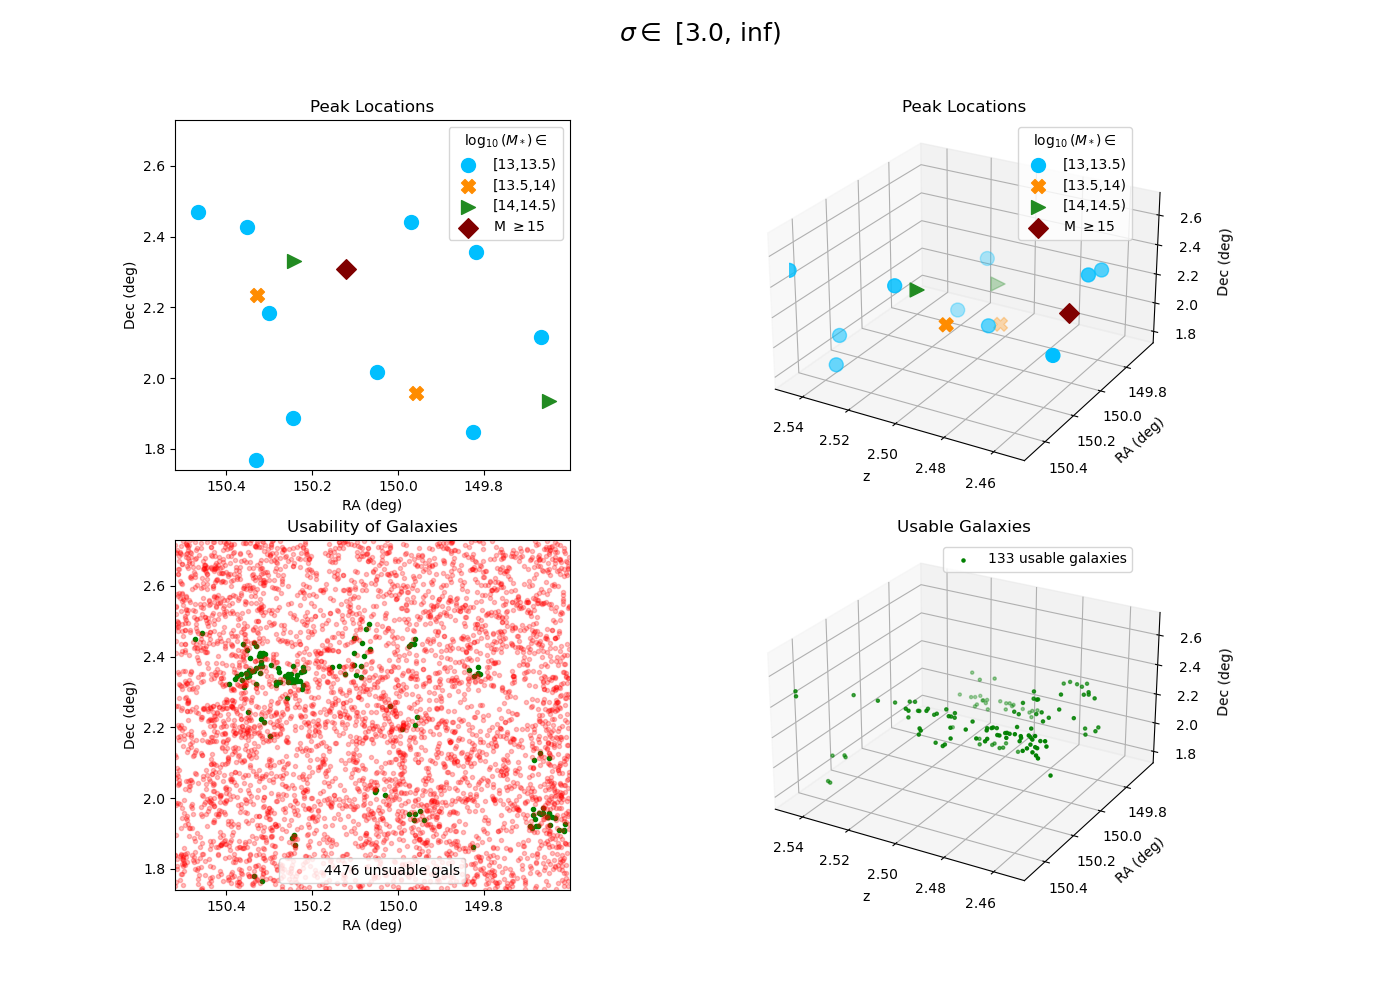 σ ∈ [3.0, inf)
Peak Locations
log₁₀(M*) ∈
[13,13.5)
[13.5,14)
[14,14.5)
M ≥15
2.6
2.4
2.2
2.0
1.8
Dec (deg)
150.4 150.2 150.0 149.8
RA (deg)
Peak Locations
log₁₀(M*) ∈
[13,13.5)
[13.5,14)
[14,14.5)
M ≥15
2.6
2.4
2.2
2.0
1.8
Dec (deg)
149.8
150.0
150.2
150.4
RA (deg)
2.54
2.52
2.50
2.48
2.46
z
Usability of Galaxies
2.6
2.4
2.2
2.0
1.8
Dec (deg)
4476 unsuable gals
150.4 150.2 150.0 149.8
RA (deg)
Usable Galaxies
133 usable galaxies
2.6
2.4
2.2
2.0
1.8
Dec (deg)
149.8
150.0
150.2
150.4
RA (deg)
2.54
2.52
2.50
2.48
2.46
z